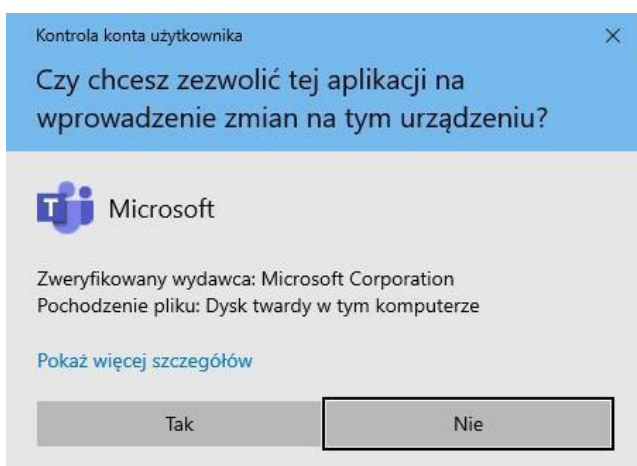 Kontrola konta użytkownika
Czy chcesz zezwolić tej aplikacji na
wprowadzenie zmian na tym urządzeniu?
T
Microsoft
Zweryfikowany wydawca: Microsoft Corporation
Pochodzenie pliku: Dysk twardy w tym komputerze
Pokaż więcej szczegółów
Tak Nie